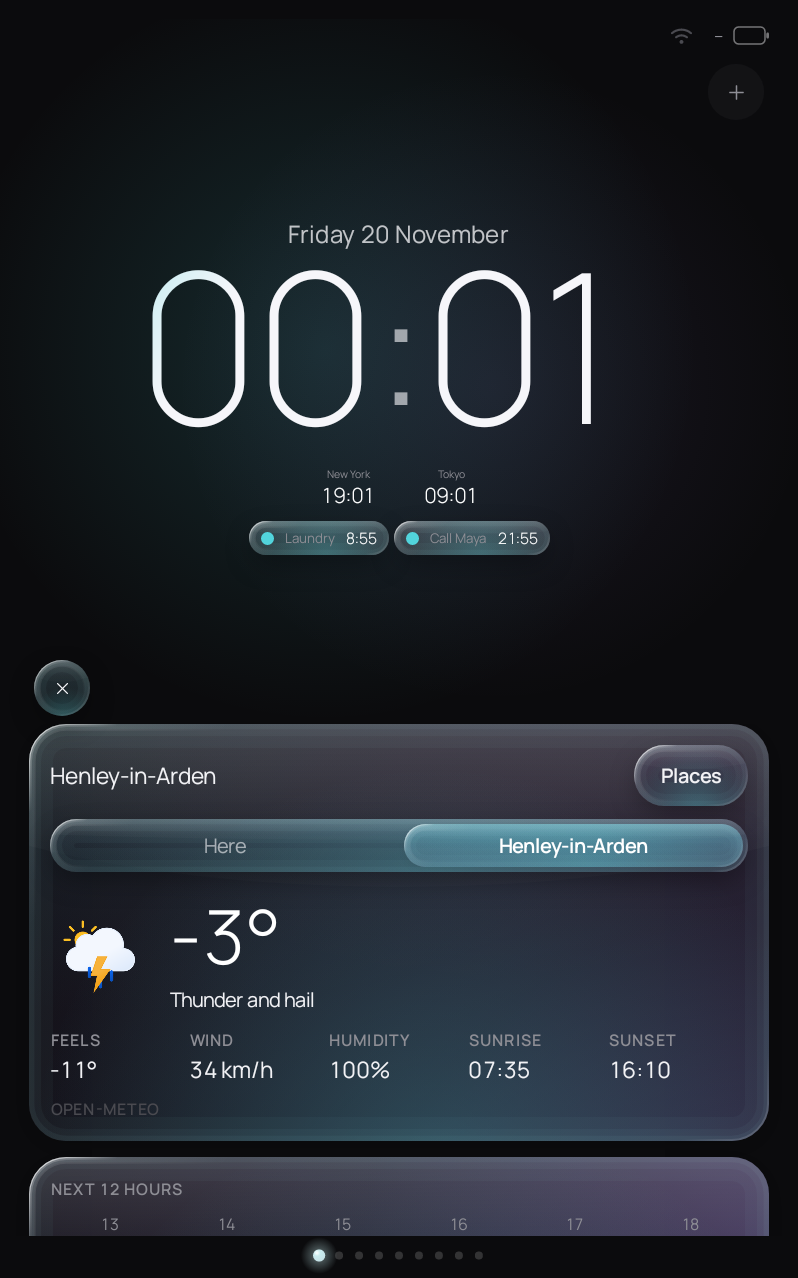 –
+
Friday 20 November
00:01
New York Tokyo
19:01 09:01
Laundry 8:55 Call Maya 21:55
Henley-in-Arden Places
Here Henley-in-Arden
-3°
Thunder and hail
FEELS WIND HUMIDITY SUNRISE SUNSET
-11° 34 km/h 100% 07:35 16:10
OPEN-METEO
NEXT 12 HOURS
13 14 15 16 17 18